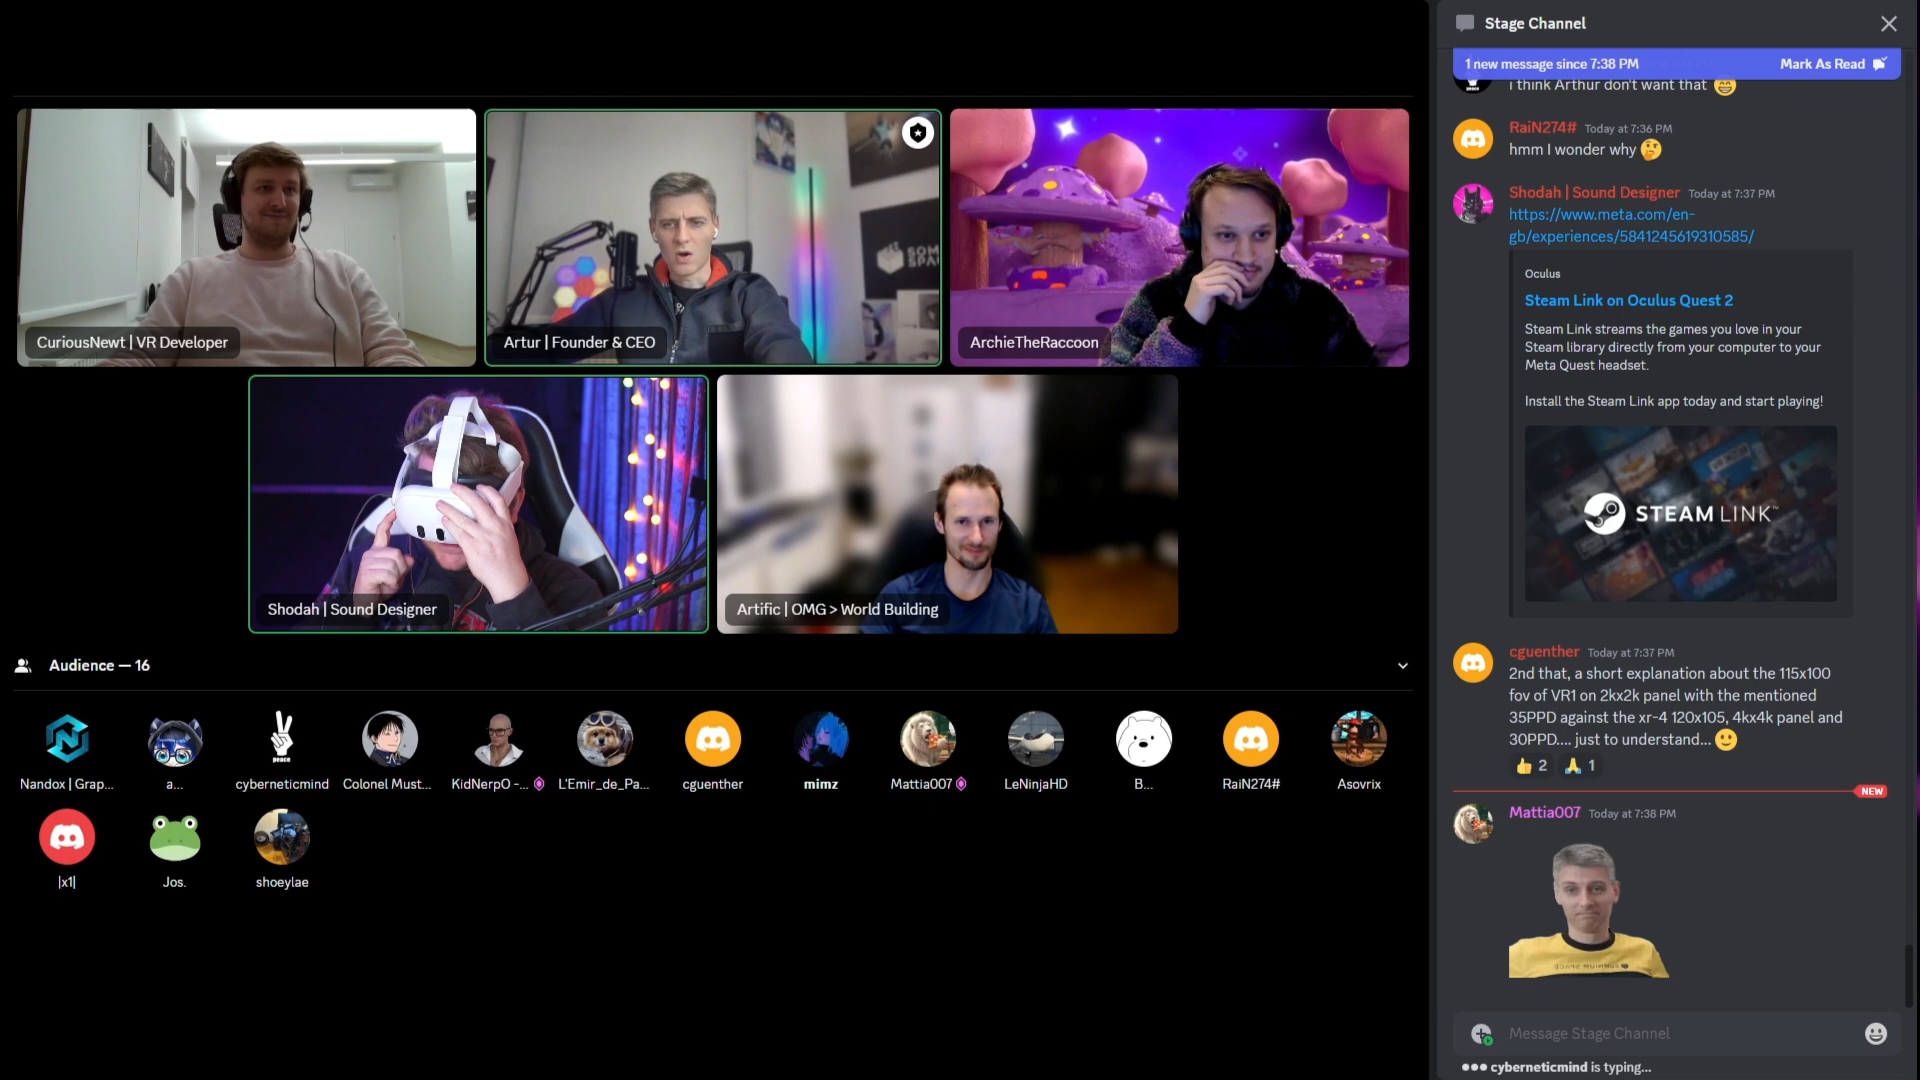 CuriousNewt | VR Developer
Artur | Founder & CEO
SOM
SPA
ArchieTheRaccoon
Shodah | Sound Designer
Artific | OMG > World Building
Audience — 16
Nandox | Grap...
a...
cyberneticmind
Colonel Must...
KidNerpO -...
L'Emir_de_Pa...
cguenther
mimz
Mattia007
LeNinjaHD
B...
RaiN274#
Asovrix
|x1|
Jos.
shoeylae
Stage Channel
1 new message since 7:38 PM
Mark As Read
i think Arthur don't want that
RaiN274# Today at 7:36 PM
hmm I wonder why
Shodah | Sound Designer Today at 7:37 PM
https://www.meta.com/en-
gb/experiences/5841245619310585/
Oculus
Steam Link on Oculus Quest 2
Steam Link streams the games you love in your
Steam library directly from your computer to your
Meta Quest headset.
Install the Steam Link app today and start playing!
STEAM LINK™
cguenther Today at 7:37 PM
2nd that, a short explanation about the 115x100
fov of VR1 on 2kx2k panel with the mentioned
35PPD against the xr-4 120x105, 4kx4k panel and
30PPD.... just to understand...
2
1
NEW
Mattia007 Today at 7:38 PM
Message Stage Channel
cyberneticmind is typing...